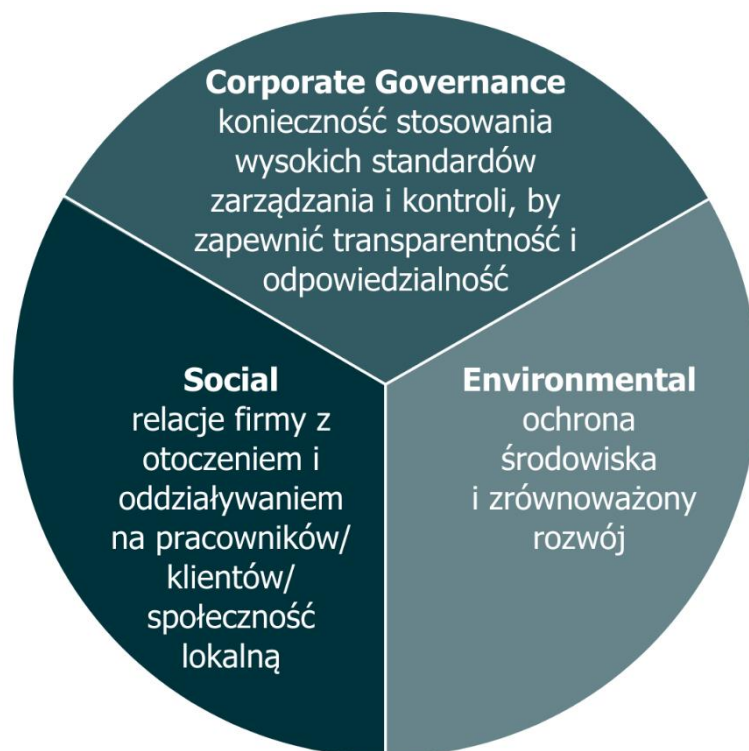 Corporate Governance
konieczność stosowania
wysokich standardów
zarządzania i kontroli, by
zapewnić transparentność i
odpowiedzialność
Social
relacje firmy z
otoczeniem i
oddziaływaniem
na pracowników/
klientów/
społeczność
lokalną
Environmental
ochrona
środowiska
i zrównoważony
rozwój